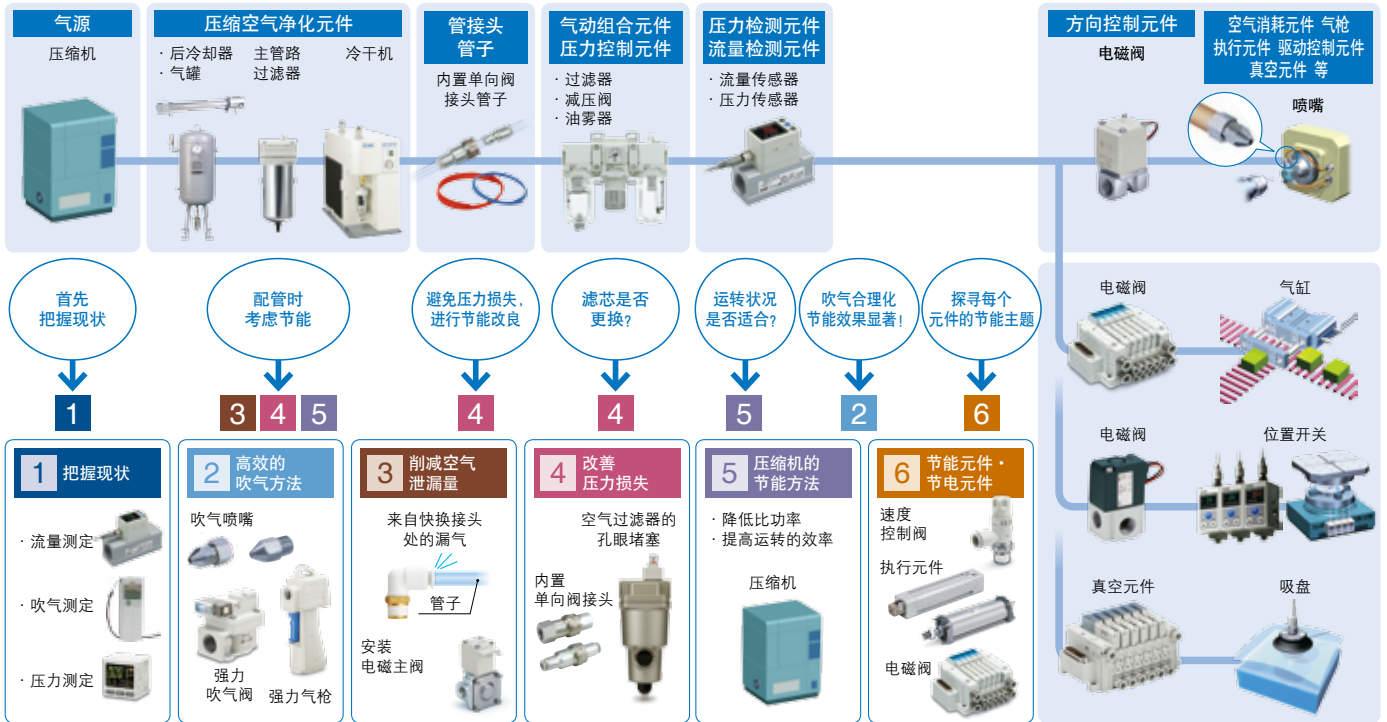 气源
压缩机
压缩空气净化元件
· 后冷却器
· 气罐
主管路
过滤器
冷干机
管接头
管子
内置单向阀
接头管子
气动组合元件
压力控制元件
· 过滤器
· 减压阀
· 油雾器
压力检测元件
流量检测元件
· 流量传感器
· 压力传感器
方向控制元件
电磁阀
空气消耗元件 气枪
执行元件 驱动控制元件
真空元件 等
喷嘴
首先
把握现状
配管时
考虑节能
避免压力损失,
进行节能改良
滤芯是否
更换?
运转状况
是否适合?
吹气合理化
节能效果显著!
探寻每个
元件的节能主题
1
3 4 5
4
4
5
2
6
1 把握现状
· 流量测定
· 吹气测定
· 压力测定
2 高效的
吹气方法
吹气喷嘴
强力
吹气阀
强力气枪
3 削减空气
泄漏量
来自快换接头
处的漏气
管子
安装
电磁主阀
4 改善
压力损失
空气过滤器的
孔眼堵塞
内置
单向阀接头
5 压缩机的
节能方法
· 降低比功率
· 提高运转的效率
压缩机
6 节能元件・
节电元件
速度
控制阀
执行元件
电磁阀
电磁阀
气缸
电磁阀
位置开关
真空元件
吸盘